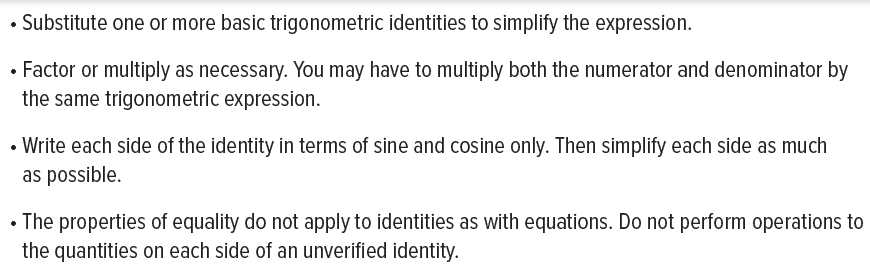 • Substitute one or more basic trigonometric identities to simplify the expression.
• Factor or multiply as necessary. You may have to multiply both the numerator and denominator by
the same trigonometric expression.
• Write each side of the identity in terms of sine and cosine only. Then simplify each side as much
as possible.
• The properties of equality do not apply to identities as with equations. Do not perform operations to
the quantities on each side of an unverified identity.